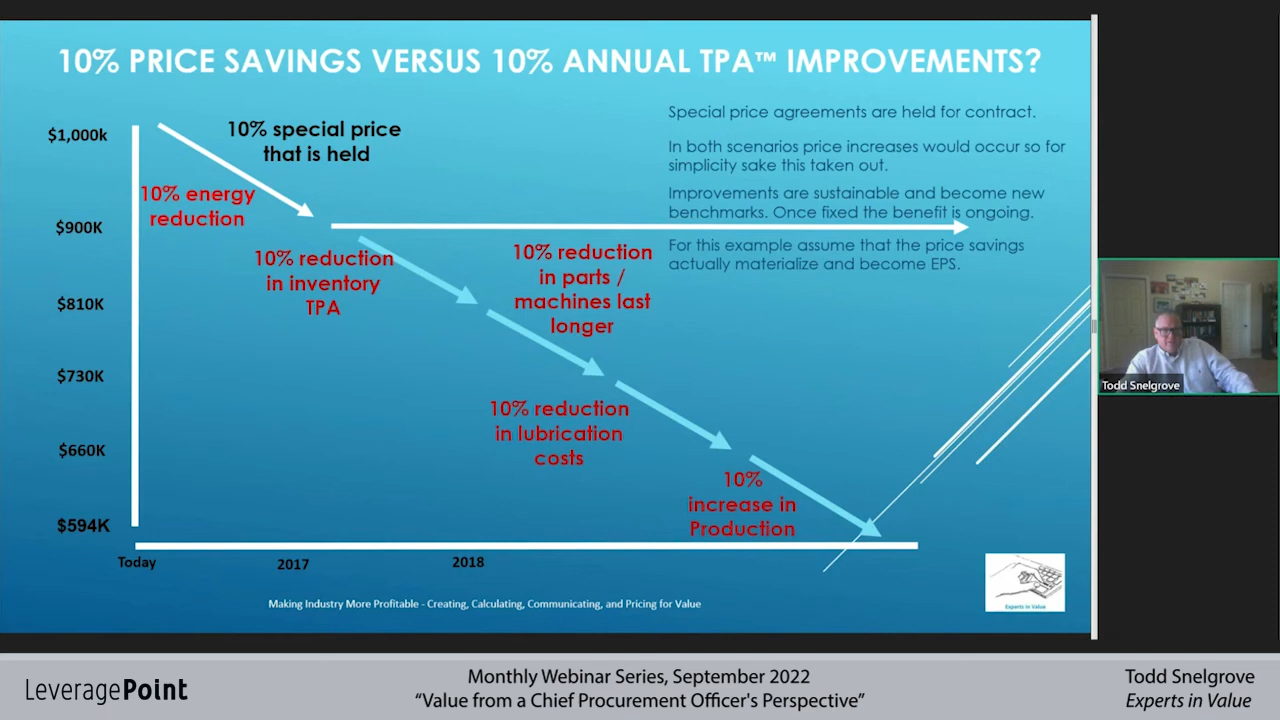 10% PRICE SAVINGS VERSUS 10% ANNUAL TPA™ IMPROVEMENTS?
Special price agreements are held for contract.
In both scenarios price increases would occur so for
simplicity sake this taken out.
Improvements are sustainable and become new
benchmarks. Once fixed the benefit is ongoing.
For this example assume that the price savings
actually materialize and become EPS.
$1,000k
$900K
$810K
$730K
$660K
$594K
10% special price
that is held
10% energy
reduction
10% reduction
in inventory
TPA
10% reduction
in parts /
machines last
longer
10% reduction
in lubrication
costs
10%
increase in
Production
Today
2017
2018
Making Industry More Profitable - Creating, Calculating, Communicating, and Pricing for Value
Experts in Value
Todd Snelgrove
LeveragePoint
Monthly Webinar Series, September 2022
“Value from a Chief Procurement Officer's Perspective”
Todd Snelgrove
Experts in Value